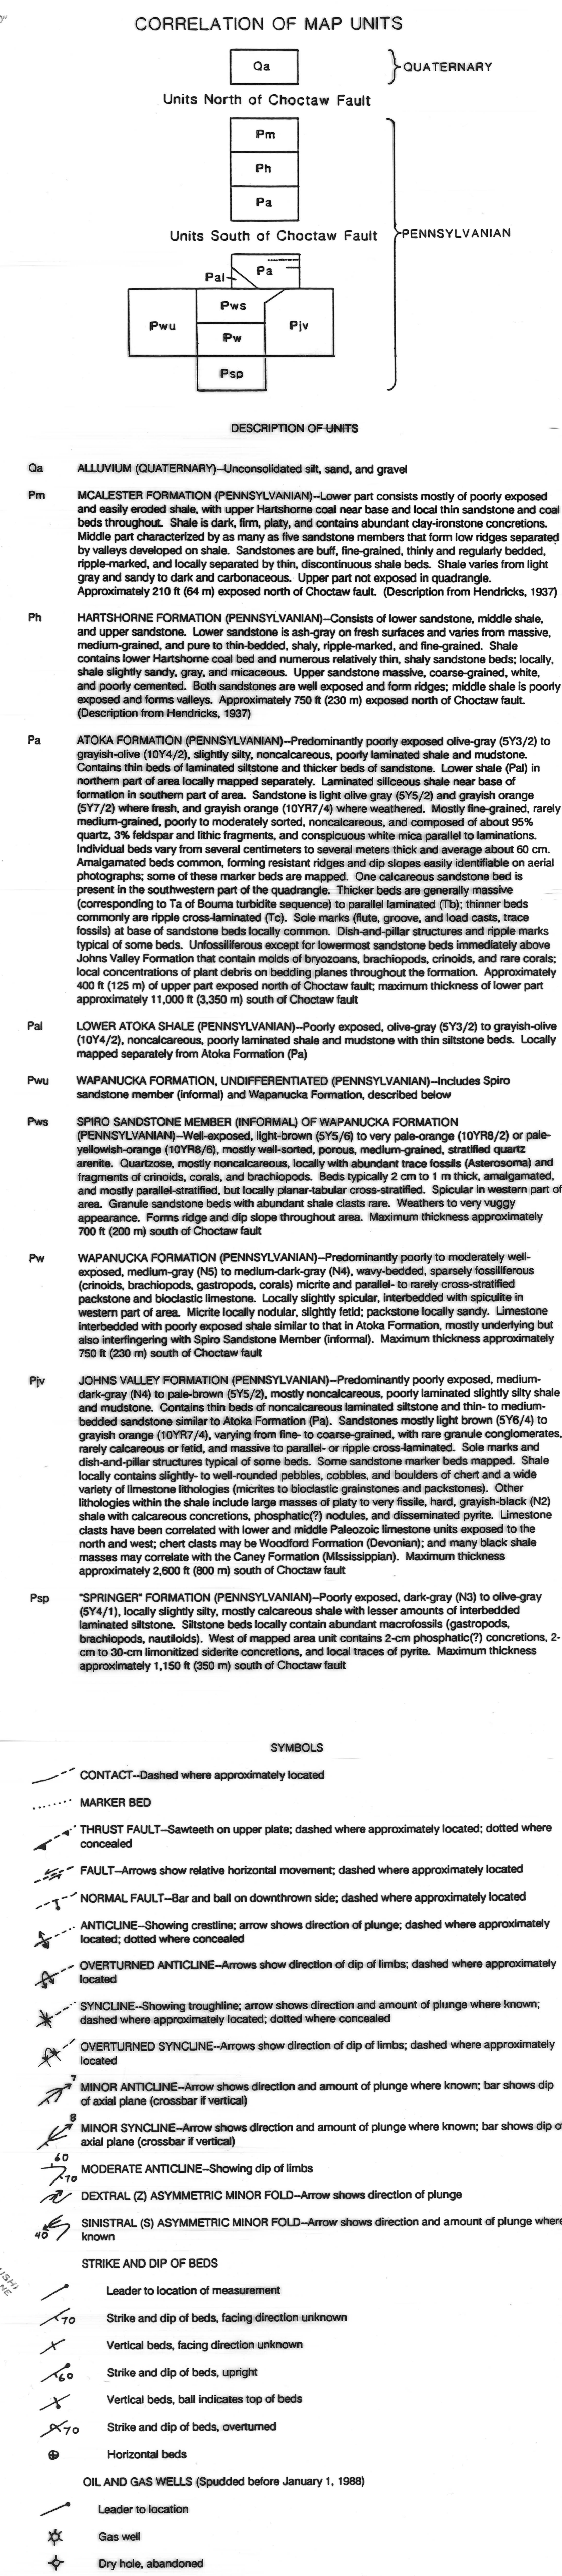 CORRELATION OF MAP UNITS
Qa
QUATERNARY
Units North of Choctaw Fault
Pm
Ph
Pa
Units South of Choctaw Fault
PENNSYLVANIAN
Pa
Pal
Pws
Pwu
Pjv
Pw
Psp
DESCRIPTION OF UNITS
Qa ALLUVIUM (QUATERNARY)--Unconsolidated silt, sand, and gravel
Pm MCALESTER FORMATION (PENNSYLVANIAN)--Lower part consists mostly of poorly exposed
and easily eroded shale, with upper Hartshorne coal near base and local thin sandstone and coal
beds throughout. Shale is dark, firm, platy, and contains abundant clay-ironstone concretions.
Middle part characterized by as many as five sandstone members that form low ridges separated
by valleys developed on shale. Sandstones are buff, fine-grained, thinly and regularly bedded,
ripple-marked, and locally separated by thin, discontinuous shale beds. Shale varies from light
gray and sandy to dark and carbonaceous. Upper part not exposed in quadrangle.
Approximately 210 ft (64 m) exposed north of Choctaw fault. (Description from Hendricks, 1937)
Ph HARTSHORNE FORMATION (PENNSYLVANIAN)--Consists of lower sandstone, middle shale,
and upper sandstone. Lower sandstone is ash-gray on fresh surfaces and varies from massive,
medium-grained, and pure to thin-bedded, shaly, ripple-marked, and fine-grained. Shale
contains lower Hartshorne coal bed and numerous relatively thin, shaly sandstone beds; locally,
shale slightly sandy, gray, and micaceous. Upper sandstone massive, coarse-grained, white,
and poorly cemented. Both sandstones are well exposed and form ridges; middle shale is poorly
exposed and forms valleys. Approximately 750 ft (230 m) exposed north of Choctaw fault.
(Description from Hendricks, 1937)
Pa ATOKA FORMATION (PENNSYLVANIAN)--Predominantly poorly exposed olive-gray (5Y3/2) to
grayish-olive (10Y4/2), slightly silty, noncalcareous, poorly laminated shale and mudstone.
Contains thin beds of laminated siltstone and thicker beds of sandstone. Lower shale (Pal) in
northern part of area locally mapped separately. Laminated siliceous shale near base of
formation in southern part of area. Sandstone is light olive gray (5Y5/2) and grayish orange
(5Y7/2) where fresh, and grayish orange (10YR7/4) where weathered. Mostly fine-grained, rarely
medium-grained, poorly to moderately sorted, noncalcareous, and composed of about 95%
quartz, 3% feldspar and lithic fragments, and conspicuous white mica parallel to laminations.
Individual beds vary from several centimeters to several meters thick and average about 60 cm.
Amalgamated beds common, forming resistant ridges and dip slopes easily identifiable on aerial
photographs; some of these marker beds are mapped. One calcareous sandstone bed is
present in the southwestern part of the quadrangle. Thicker beds are generally massive
(corresponding to Ta of Bouma turbidite sequence) to parallel laminated (Tb); thinner beds
commonly are ripple cross-laminated (Tc). Sole marks (flute, groove, and load casts, trace
fossils) at base of sandstone beds locally common. Dish-and-pillar structures and ripple marks
typical of some beds. Unfossiliferous except for lowermost sandstone beds immediately above
Johns Valley Formation that contain molds of bryozoans, brachiopods, crinoids, and rare corals;
local concentrations of plant debris on bedding planes throughout the formation. Approximately
400 ft (125 m) of upper part exposed north of Choctaw fault; maximum thickness of lower part
approximately 11,000 ft (3,350 m) south of Choctaw fault
Pal LOWER ATOKA SHALE (PENNSYLVANIAN)--Poorly exposed, olive-gray (5Y3/2) to grayish-olive
(10Y4/2), noncalcareous, poorly laminated shale and mudstone with thin siltstone beds. Locally
mapped separately from Atoka Formation (Pa)
Pwu WAPANUCKA FORMATION, UNDIFFERENTIATED (PENNSYLVANIAN)--Includes Spiro
sandstone member (informal) and Wapanucka Formation, described below
Pws SPIRO SANDSTONE MEMBER (INFORMAL) OF WAPANUCKA FORMATION
(PENNSYLVANIAN)--Well-exposed, light-brown (5Y5/6) to very pale-orange (10YR8/2) or pale-
yellowish-orange (10YR8/6), mostly well-sorted, porous, medium-grained, stratified quartz
arenite. Quartzose, mostly noncalcareous, locally with abundant trace fossils (Asterosoma) and
fragments of crinoids, corals, and brachiopods. Beds typically 2 cm to 1 m thick, amalgamated,
and mostly parallel-stratified, but locally planar-tabular cross-stratified. Spicular in western part of
area. Granule sandstone beds with abundant shale clasts rare. Weathers to very vuggy
appearance. Forms ridge and dip slope throughout area. Maximum thickness approximately
700 ft (200 m) south of Choctaw fault
Pw WAPANUCKA FORMATION (PENNSYLVANIAN)--Predominantly poorly to moderately well-
exposed, medium-gray (N5) to medium-dark-gray (N4), wavy-bedded, sparsely fossiliferous
(crinoids, brachiopods, gastropods, corals) micrite and parallel- to rarely cross-stratified
packstone and bioclastic limestone. Locally slightly spicular, interbedded with spiculite in
western part of area. Micrite locally nodular, slightly fetid; packstone locally sandy. Limestone
interbedded with poorly exposed shale similar to that in Atoka Formation, mostly underlying but
also interfingering with Spiro Sandstone Member (informal). Maximum thickness approximately
750 ft (230 m) south of Choctaw fault
Pjv JOHNS VALLEY FORMATION (PENNSYLVANIAN)--Predominantly poorly exposed, medium-
dark-gray (N4) to pale-brown (5Y5/2), mostly noncalcareous, poorly laminated slightly silty shale
and mudstone. Contains thin beds of noncalcareous laminated siltstone and thin- to medium-
bedded sandstone similar to Atoka Formation (Pa). Sandstones mostly light brown (5Y6/4) to
grayish orange (10YR7/4), varying from fine- to coarse-grained, with rare granule conglomerates,
rarely calcareous or fetid, and massive to parallel- or ripple cross-laminated. Sole marks and
dish-and-pillar structures typical of some beds. Some sandstone marker beds mapped. Shale
locally contains slightly- to well-rounded pebbles, cobbles, and boulders of chert and a wide
variety of limestone lithologies (micrites to bioclastic grainstones and packstones). Other
lithologies within the shale include large masses of platy to very fissile, hard, grayish-black (N2)
shale with calcareous concretions, phosphatic(?) nodules, and disseminated pyrite. Limestone
clasts have been correlated with lower and middle Paleozoic limestone units exposed to the
north and west; chert clasts may be Woodford Formation (Devonian); and many black shale
masses may correlate with the Caney Formation (Mississippian). Maximum thickness
approximately 2,600 ft (800 m) south of Choctaw fault
Psp "SPRINGER" FORMATION (PENNSYLVANIAN)--Poorly exposed, dark-gray (N3) to olive-gray
(5Y4/1), locally slightly silty, mostly calcareous shale with lesser amounts of interbedded
laminated siltstone. Siltstone beds locally contain abundant macrofossils (gastropods,
brachiopods, nautiloids). West of mapped area unit contains 2-cm phosphatic(?) concretions, 2-
cm to 30-cm limonitized siderite concretions, and local traces of pyrite. Maximum thickness
approximately 1,150 ft (350 m) south of Choctaw fault
SYMBOLS
CONTACT--Dashed where approximately located
MARKER BED
THRUST FAULT--Sawteeth on upper plate; dashed where approximately located; dotted where
concealed
FAULT--Arrows show relative horizontal movement; dashed where approximately located
NORMAL FAULT--Bar and ball on downthrown side; dashed where approximately located
ANTICLINE--Showing crestline; arrow shows direction of plunge; dashed where approximately
located; dotted where concealed
OVERTURNED ANTICLINE--Arrows show direction of dip of limbs; dashed where approximately
located
SYNCLINE--Showing troughline; arrow shows direction and amount of plunge where known;
dashed where approximately located; dotted where concealed
OVERTURNED SYNCLINE--Arrows show direction of dip of limbs; dashed where approximately
located
7
MINOR ANTICLINE--Arrow shows direction and amount of plunge where known; bar shows dip
of axial plane (crossbar if vertical)
8
MINOR SYNCLINE--Arrow shows direction and amount of plunge where known; bar shows dip o
axial plane (crossbar if vertical)
60
70 MODERATE ANTICLINE--Showing dip of limbs
DEXTRAL (Z) ASYMMETRIC MINOR FOLD--Arrow shows direction of plunge
40 SINISTRAL (S) ASYMMETRIC MINOR FOLD--Arrow shows direction and amount of plunge where
known
STRIKE AND DIP OF BEDS
Leader to location of measurement
70 Strike and dip of beds, facing direction unknown
Vertical beds, facing direction unknown
60 Strike and dip of beds, upright
Vertical beds, ball indicates top of beds
70 Strike and dip of beds, overturned
Horizontal beds
OIL AND GAS WELLS (Spudded before January 1, 1988)
Leader to location
Gas well
Dry hole, abandoned